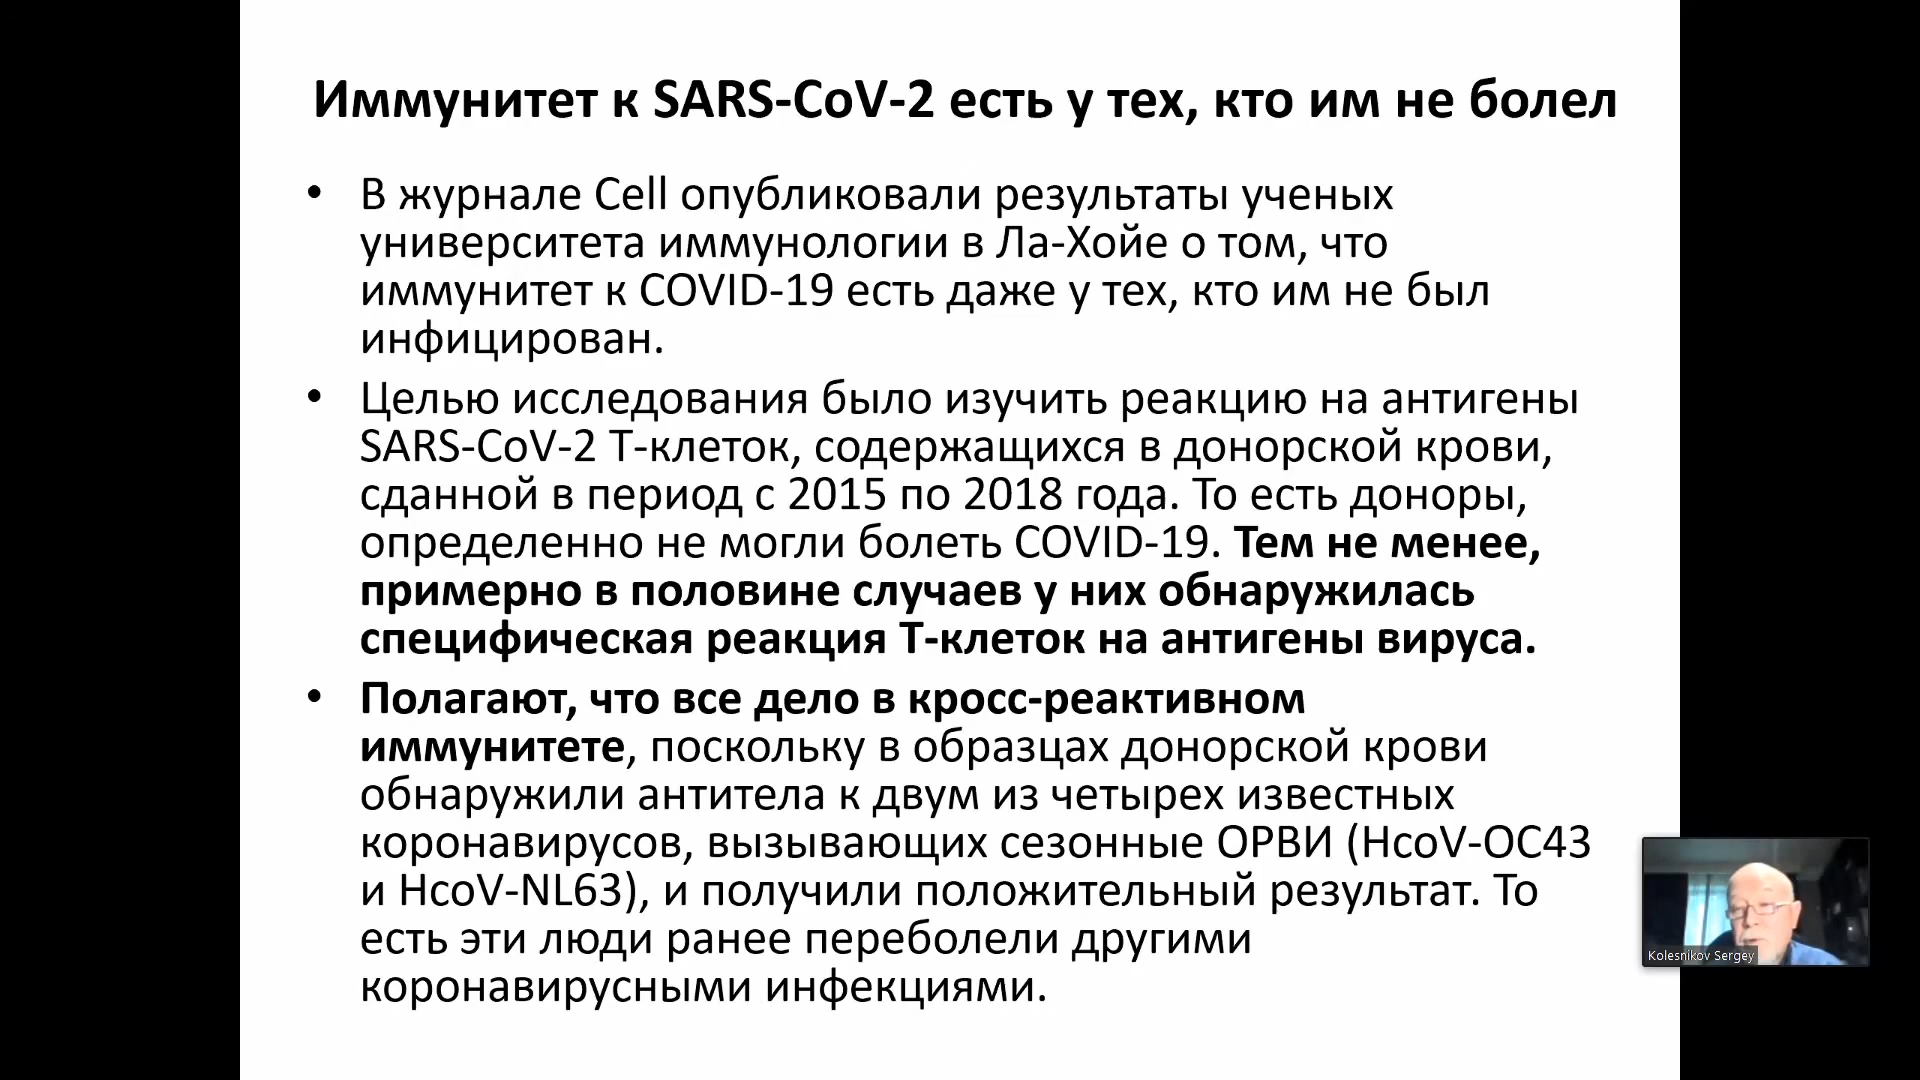 Иммунитет к SARS-CoV-2 есть у тех, кто им не болел
• В журнале Cell опубликовали результаты ученых
университета иммунологии в Ла-Хойе о том, что
иммунитет к COVID-19 есть даже у тех, кто им не был
инфицирован.
• Целью исследования было изучить реакцию на антигены
SARS-CoV-2 Т-клеток, содержащихся в донорской крови,
сданной в период с 2015 по 2018 года. То есть доноры,
определенно не могли болеть COVID-19. Тем не менее,
примерно в половине случаев у них обнаружилась
специфическая реакция Т-клеток на антигены вируса.
• Полагают, что все дело в кросс-реактивном
иммунитете, поскольку в образцах донорской крови
обнаружили антитела к двум из четырех известных
коронавирусов, вызывающих сезонные ОРВИ (HcoV-OC43
и HcoV-NL63), и получили положительный результат. То
есть эти люди ранее переболели другими
коронавирусными инфекциями.
Kolesnikov Sergey